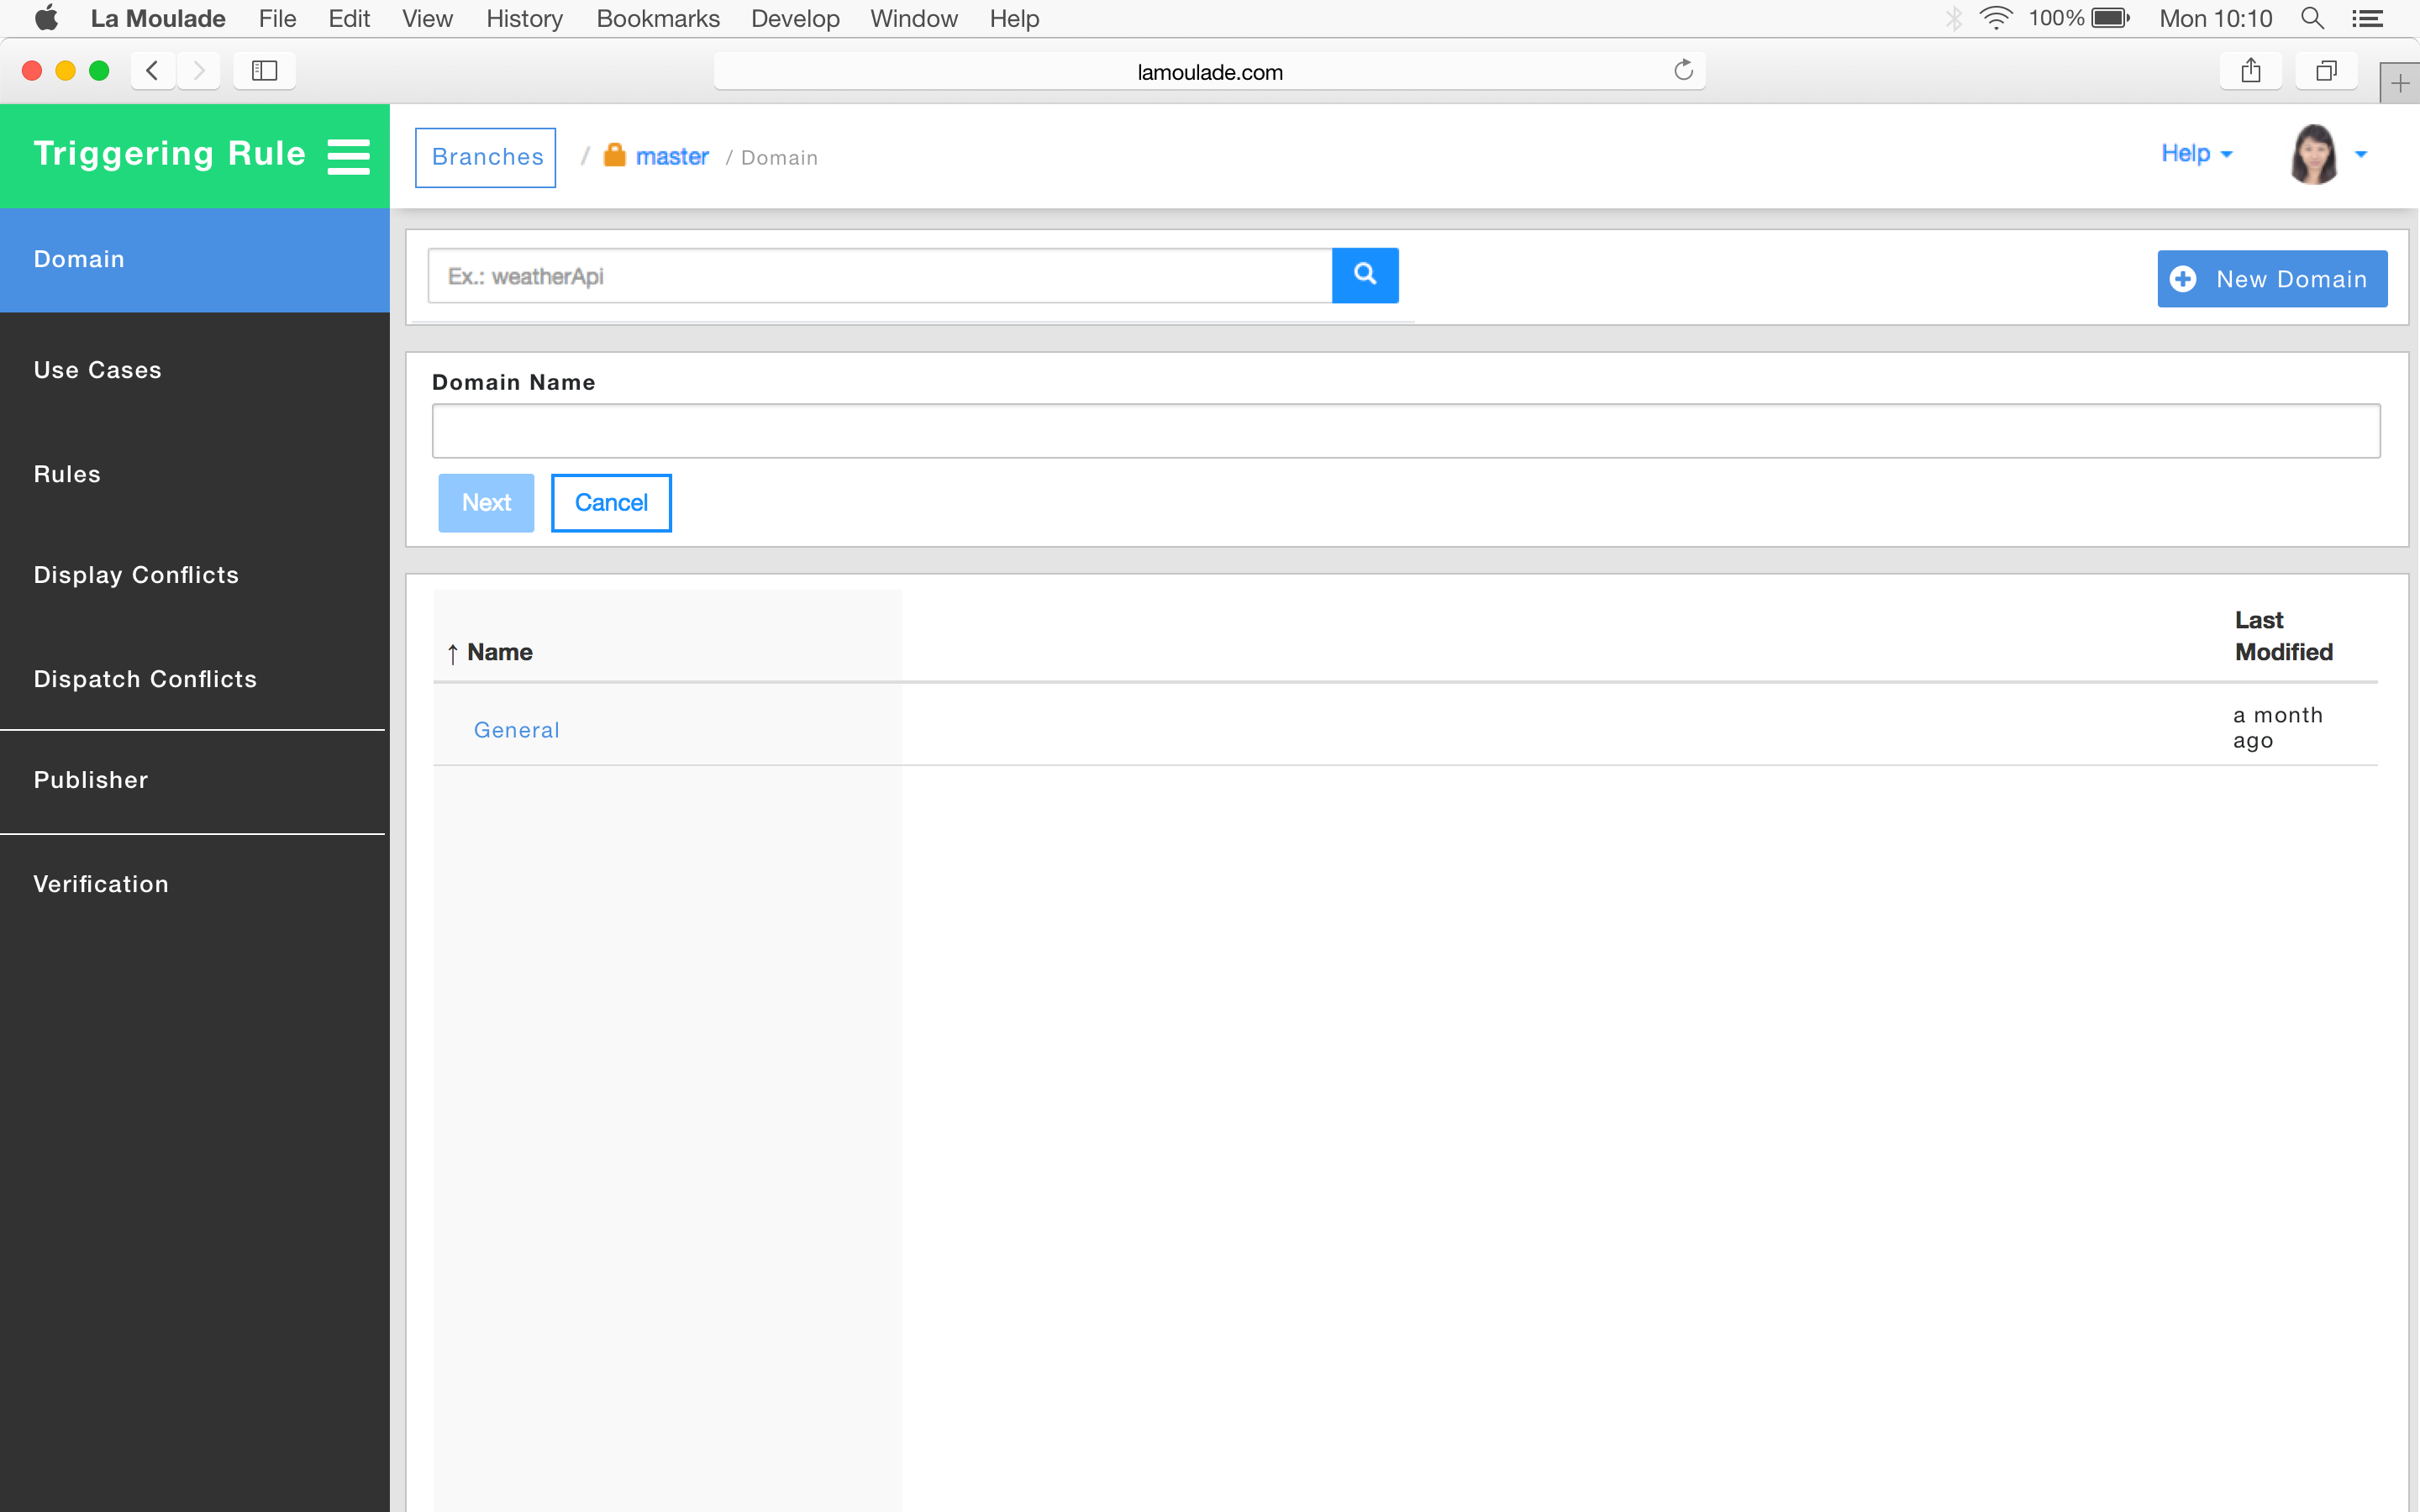 La Moulade File Edit View History Bookmarks Develop Window Help 100% Mon 10:10
lamoulade.com
Triggering Rule
Branches / master / Domain
Help
Domain
Use Cases
Rules
Display Conflicts
Dispatch Conflicts
Publisher
Verification
Ex.: weatherApi
New Domain
Domain Name
Next Cancel
↑ Name
Last
Modified
General
a month
ago